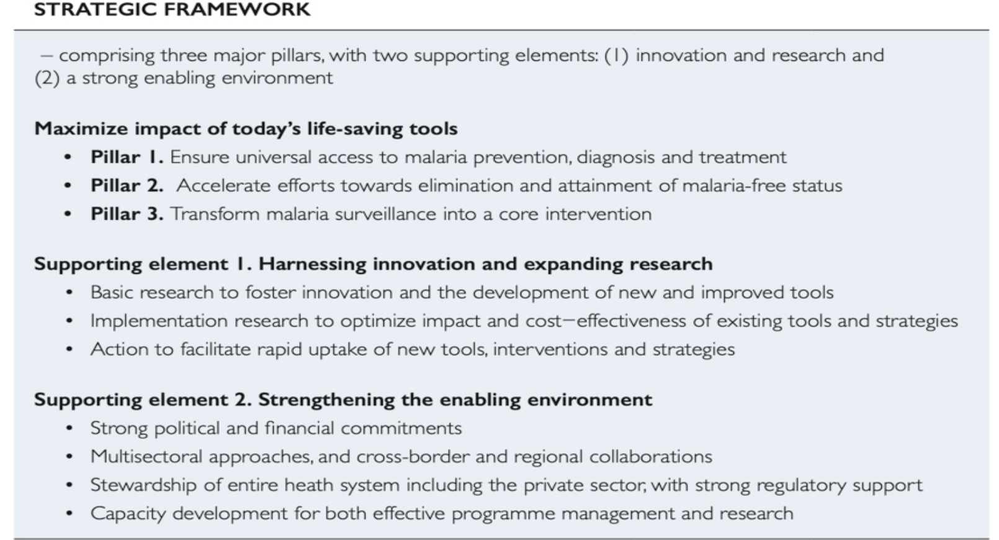 STRATEGIC FRAMEWORK
– comprising three major pillars, with two supporting elements: (1) innovation and research and
(2) a strong enabling environment
Maximize impact of today’s life-saving tools
• Pillar 1. Ensure universal access to malaria prevention, diagnosis and treatment
• Pillar 2. Accelerate efforts towards elimination and attainment of malaria-free status
• Pillar 3. Transform malaria surveillance into a core intervention
Supporting element 1. Harnessing innovation and expanding research
• Basic research to foster innovation and the development of new and improved tools
• Implementation research to optimize impact and cost–effectiveness of existing tools and strategies
• Action to facilitate rapid uptake of new tools, interventions and strategies
Supporting element 2. Strengthening the enabling environment
• Strong political and financial commitments
• Multisectoral approaches, and cross-border and regional collaborations
• Stewardship of entire heath system including the private sector, with strong regulatory support
• Capacity development for both effective programme management and research